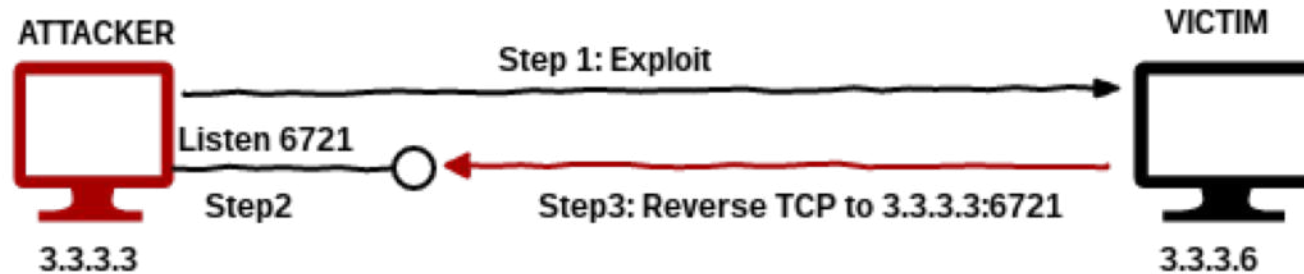 ATTACKER
VICTIM
Step 1: Exploit
Listen 6721
Step2
Step3: Reverse TCP to 3.3.3.3:6721
3.3.3.3
3.3.3.6